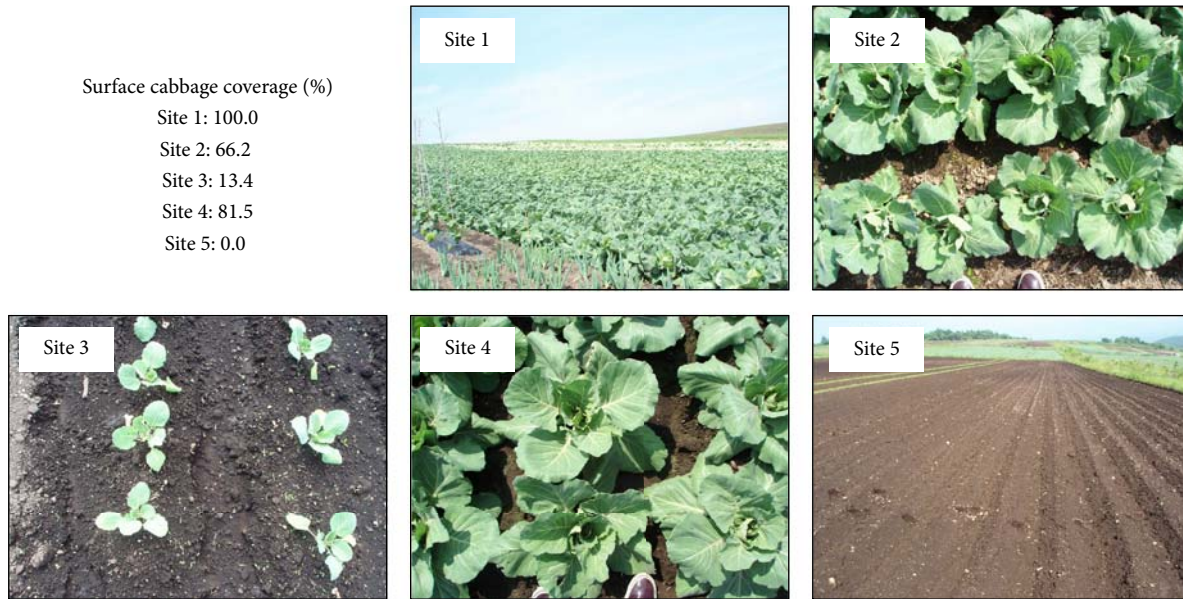 Surface cabbage coverage (%)
Site 1: 100.0
Site 2: 66.2
Site 3: 13.4
Site 4: 81.5
Site 5: 0.0
Site 1
Site 2
Site 3
Site 4
Site 5